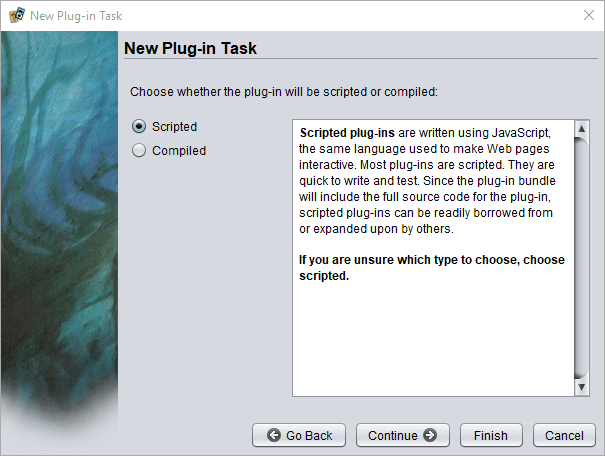 New Plug-in Task
New Plug-in Task
Choose whether the plug-in will be scripted or compiled:
Scripted
Compiled
Scripted plug-ins are written using JavaScript,
the same language used to make Web pages
interactive. Most plug-ins are scripted. They are
quick to write and test. Since the plug-in bundle
will include the full source code for the plug-in,
scripted plug-ins can be readily borrowed from
or expanded upon by others.
If you are unsure which type to choose, choose
scripted.
Go Back
Continue
Finish
Cancel